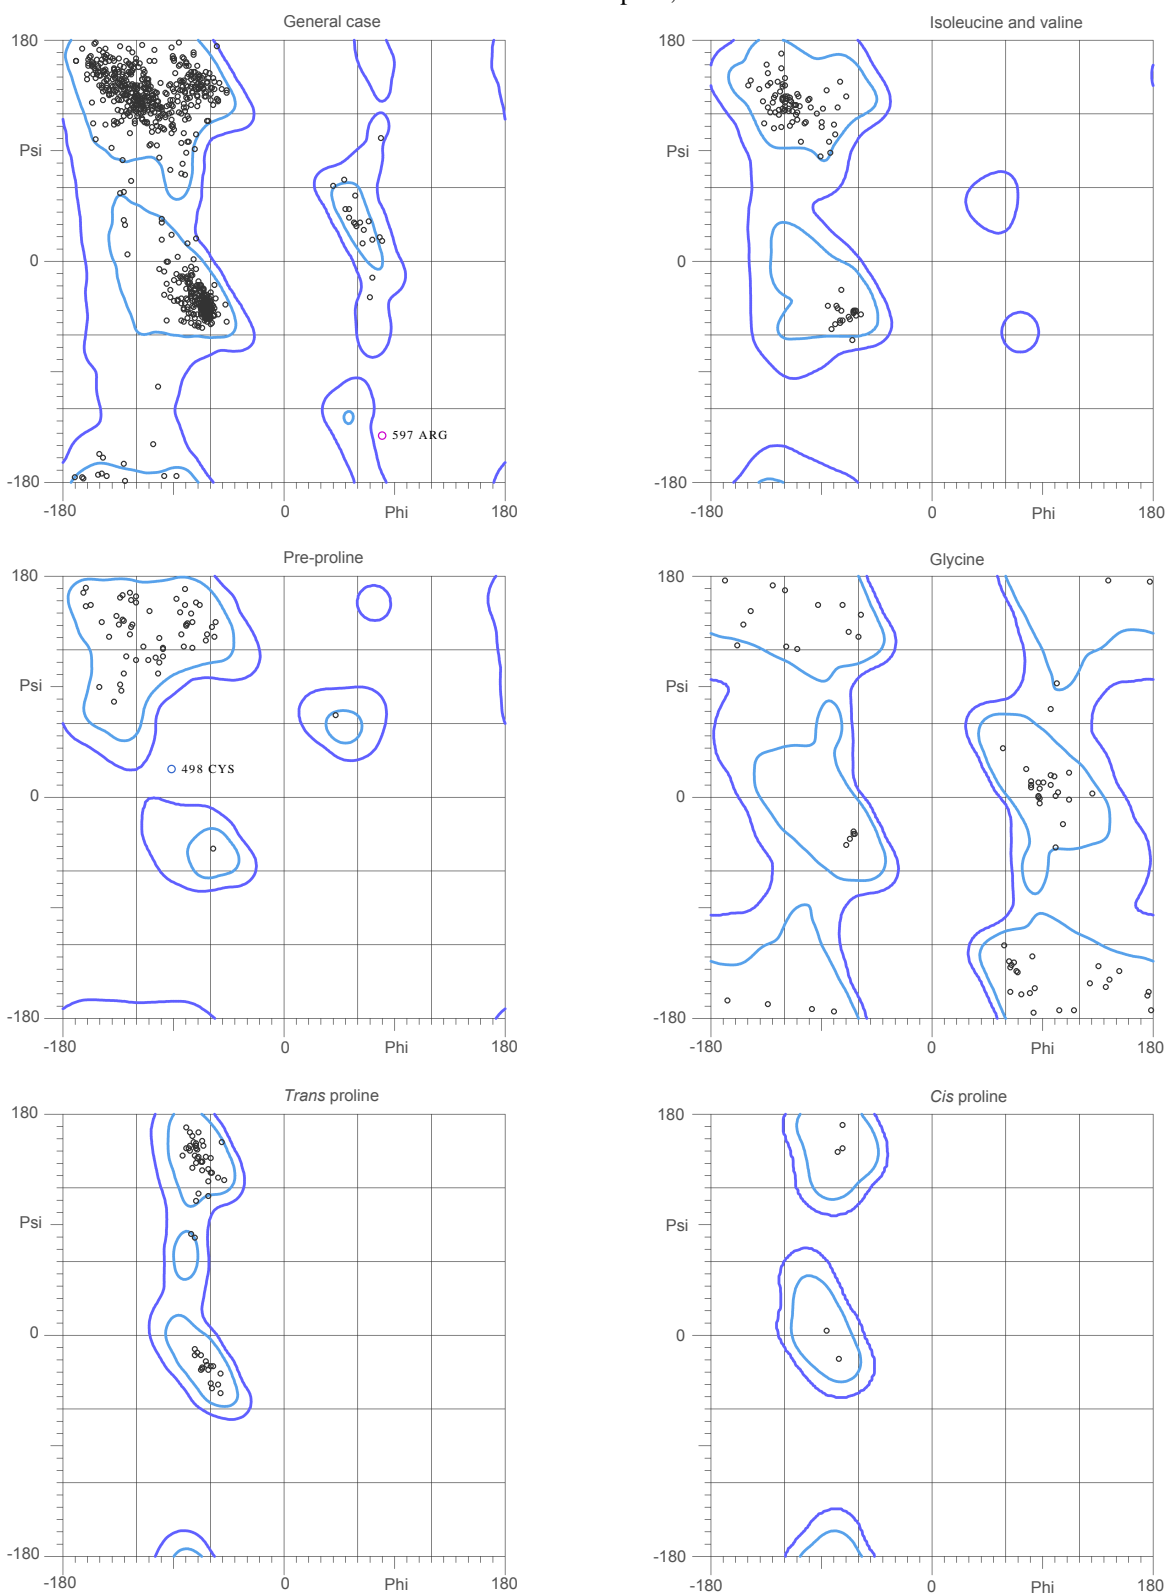 General case
Isoleucine and valine
180
180
Psi
Psi
0
0
597 ARG
-180
-180
-180
0
Phi
180
-180
0
Phi
180
Pre-proline
Glycine
180
180
Psi
Psi
498 CYS
0
0
-180
-180
-180
0
Phi
180
-180
0
Phi
180
Trans proline
Cis proline
180
180
Psi
Psi
0
0
-180
-180
-180
0
Phi
180
-180
0
Phi
180